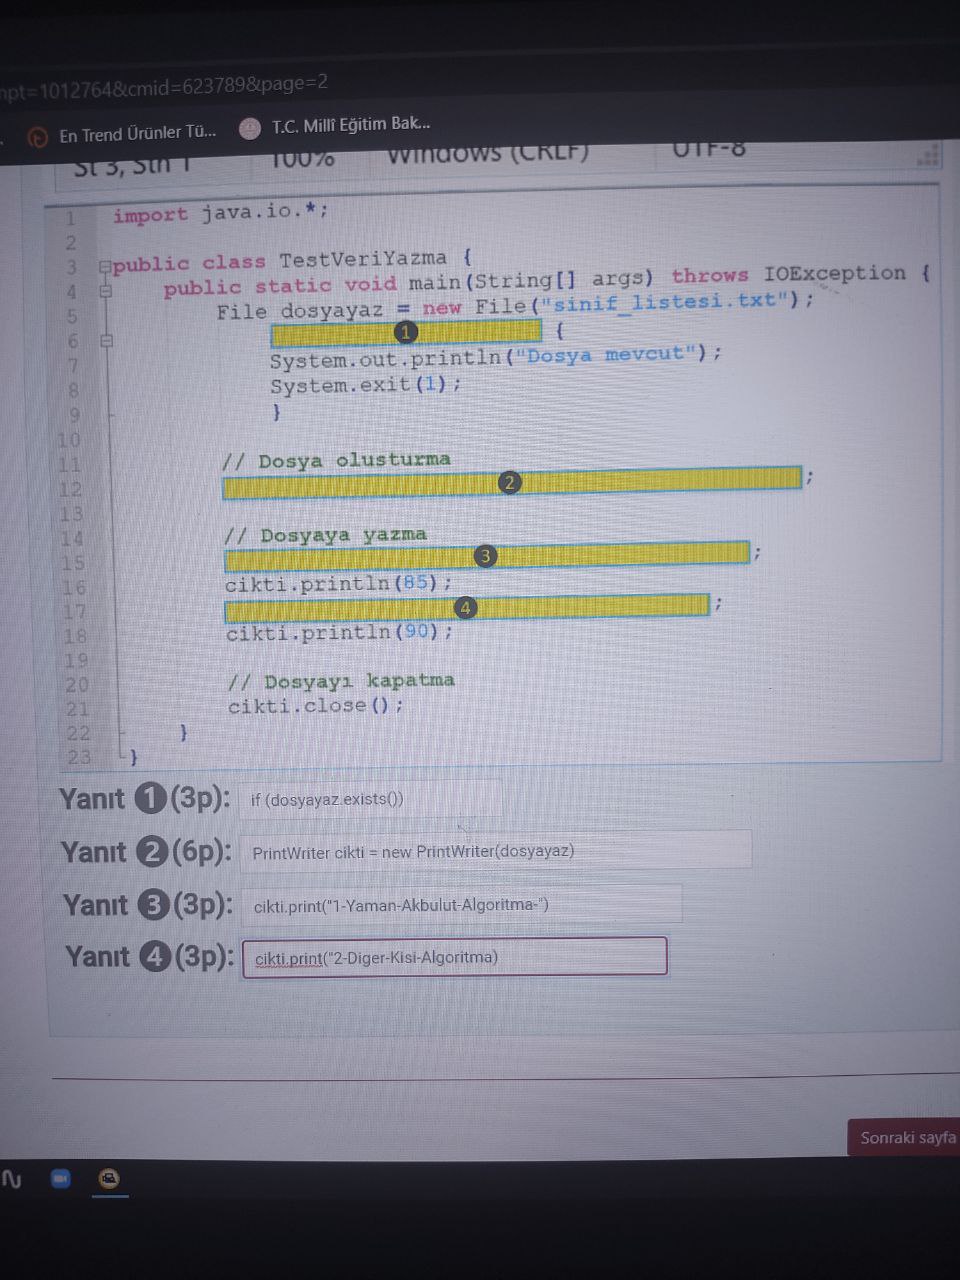 mpt=1012764&cmid=623789&page=2
En Trend Ürünler Tü... T.C. Millî Eğitim Bak...
St 3, Stn 1 100% Windows (CRLF) UTF-8
1 import java.io.*;
2
3 public class TestVeriYazma {
4 public static void main(String[] args) throws IOException {
5 File dosyayaz = new File("sinif_listesi.txt");
6 1 {
7 System.out.println("Dosya mevcut");
8 System.exit(1);
9 }
10
11 // Dosya olusturma
12 2 ;
13
14 // Dosyaya yazma
15 3 ;
16 cikti.println(85);
17 4 ;
18 cikti.println(90);
19
20 // Dosyayı kapatma
21 cikti.close();
22 }
23 }
Yanıt 1 (3p): if (dosyayaz.exists())
Yanıt 2 (6p): PrintWriter cikti = new PrintWriter(dosyayaz)
Yanıt 3 (3p): cikti.print("1-Yaman-Akbulut-Algoritma-")
Yanıt 4 (3p): cikti.print("2-Diger-Kisi-Algoritma)
Sonraki sayfa